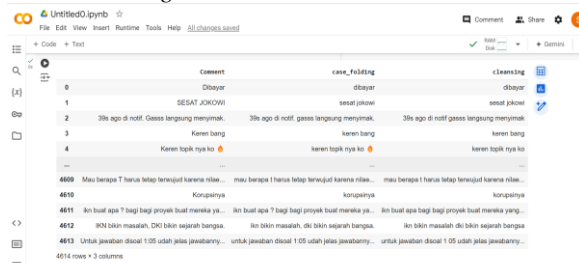 Untitled0.ipynb
File Edit View Insert Runtime Tools Help All changes saved
Comment Share
+ Code + Text
RAM
Disk
Gemini
Comment case_folding cleansing
0 Dibayar dibayar dibayar
1 SESAT JOKOWI sesat jokowi sesat jokowi
2 39s ago di notif. Gasss langsung menyimak. 39s ago di notif. gasss langsung menyimak. 39s ago di notif gasss langsung menyimak
3 Keren bang keren bang keren bang
4 Keren topik nya ko 🔥 keren topik nya ko 🔥 keren topik nya ko
... ... ... ...
4609 Mau berapa T harus tetap terwujud karena nilae... mau berapa t harus tetap terwujud karena nilae... mau berapa t harus tetap terwujud karena nilae...
4610 Korupsinya korupsinya korupsinya
4611 ikn buat apa ? bagi bagi proyek buat mereka ya... ikn buat apa ? bagi bagi proyek buat mereka ya... ikn buat apa bagi bagi proyek buat mereka yang...
4612 IKN bikin masalah, DKI bikin sejarah bangsa. ikn bikin masalah, dki bikin sejarah bangsa. ikn bikin masalah dki bikin sejarah bangsa
4613 Untuk jawaban disoal 1:05 udah jelas jawabanny... untuk jawaban disoal 1:05 udah jelas jawabanny... untuk jawaban disoal 105 udah jelas jawabannya...
4614 rows × 3 columns